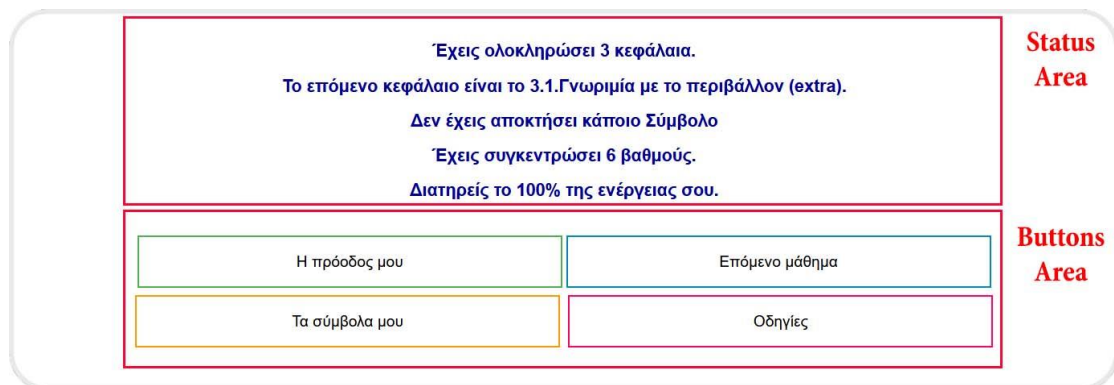 Έχεις ολοκληρώσει 3 κεφάλαια.
Το επόμενο κεφάλαιο είναι το 3.1.Γνωριμία με το περιβάλλον (extra).
Δεν έχεις αποκτήσει κάποιο Σύμβολο
Έχεις συγκεντρώσει 6 βαθμούς.
Διατηρείς το 100% της ενέργειας σου.
Status
Area
Η πρόοδος μου
Επόμενο μάθημα
Τα σύμβολα μου
Οδηγίες
Buttons
Area